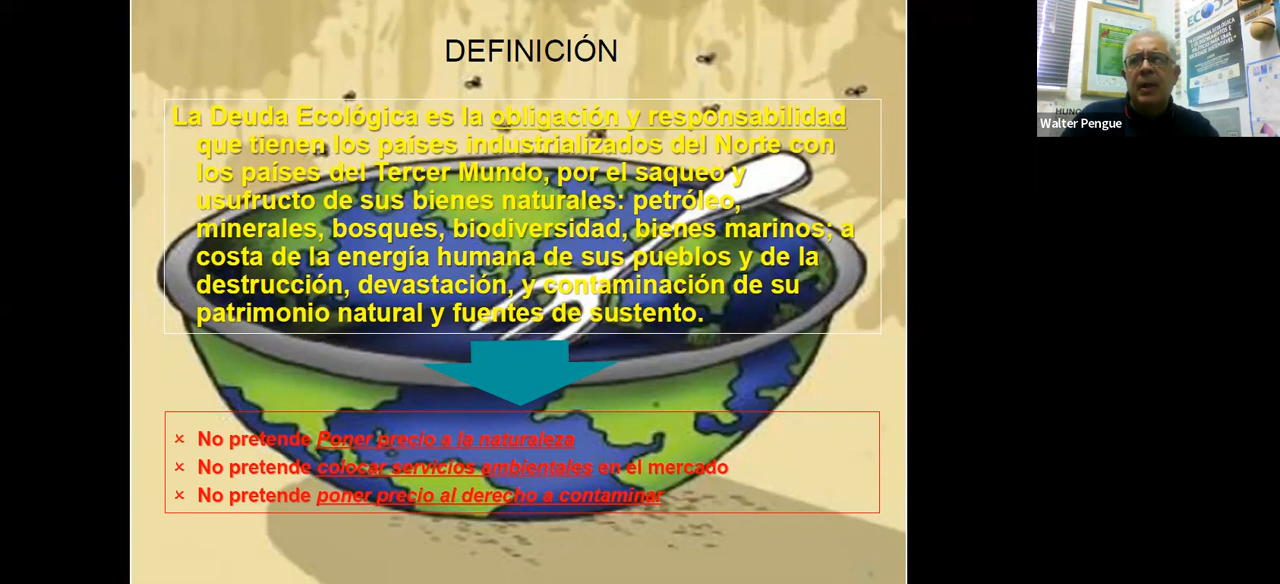 DEFINICIÓN
La Deuda Ecológica es la obligación y responsabilidad
que tienen los países industrializados del Norte con
los países del Tercer Mundo, por el saqueo y
usufructo de sus bienes naturales: petróleo,
minerales, bosques, biodiversidad, bienes marinos; a
costa de la energía humana de sus pueblos y de la
destrucción, devastación, y contaminación de su
patrimonio natural y fuentes de sustento.
× No pretende Poner precio a la naturaleza
× No pretende colocar servicios ambientales en el mercado
× No pretende poner precio al derecho a contaminar
Walter Pengue